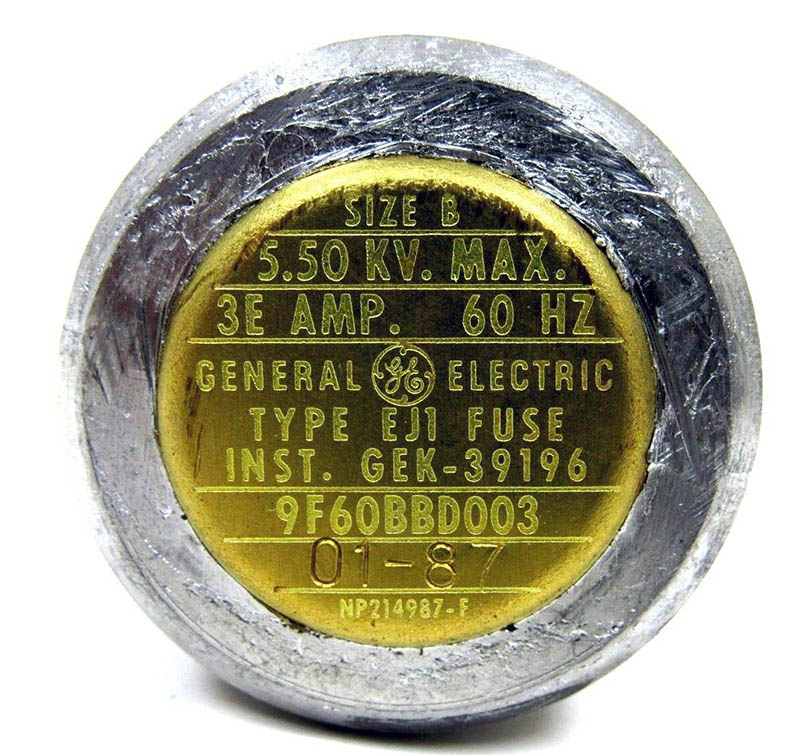 SIZE B
5.50 KV. MAX.
3E AMP. 60 HZ
GENERAL GE ELECTRIC
TYPE EJ1 FUSE
INST. GEK-39196
9F60BBD003
01-87
NP214987-F